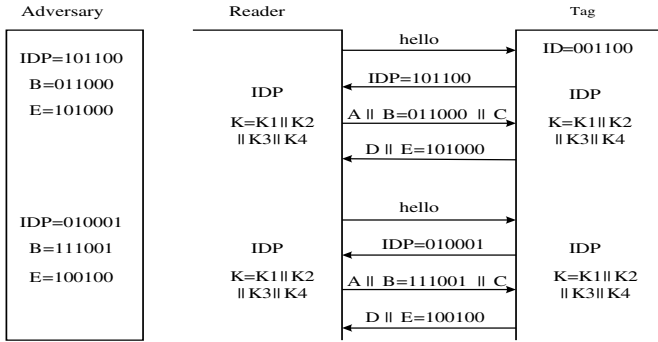 Adversary Reader Tag
hello
ID=001100
IDP=101100
IDP=101100
B=011000
IDP
IDP
E=101000
A || B=011000 || C
K=K1||K2
||K3||K4
K=K1||K2
||K3||K4
D || E=101000
hello
IDP=010001
IDP=010001
B=111001
IDP
IDP
E=100100
K=K1||K2
||K3||K4
A || B=111001 || C
K=K1||K2
||K3||K4
D || E=100100